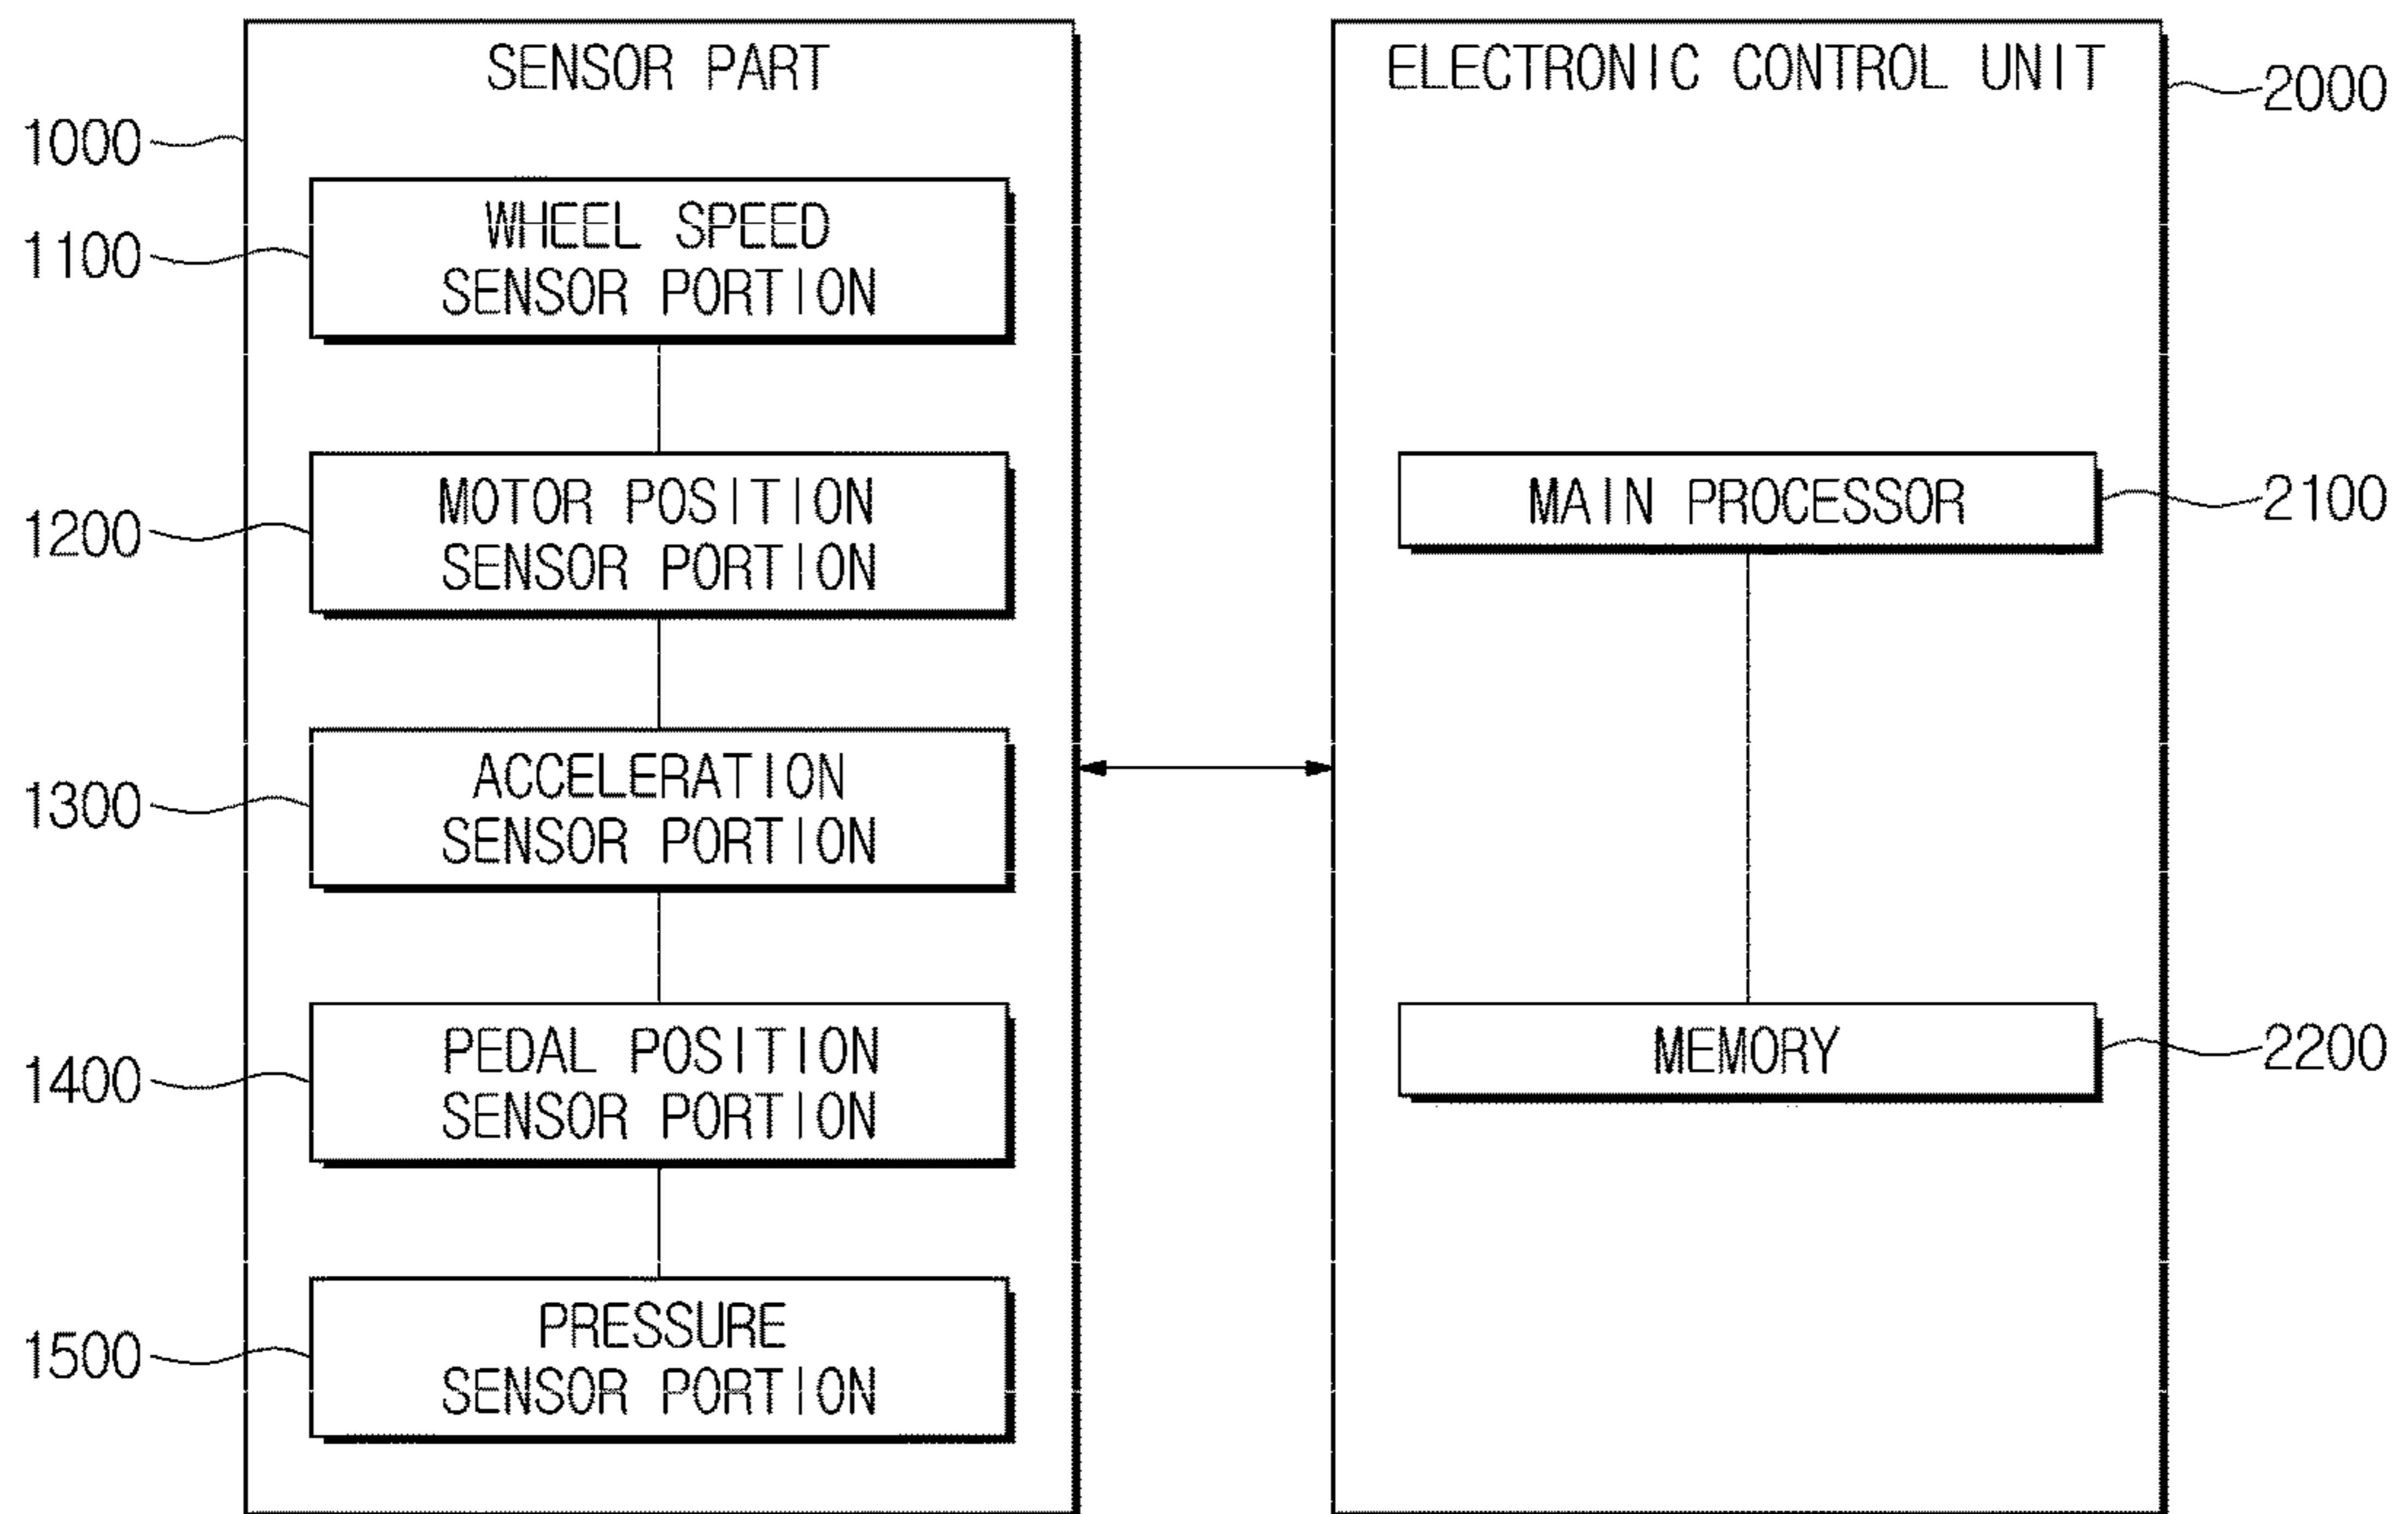 SENSOR PART
1000
WHEEL SPEED
SENSOR PORTION
1100
MOTOR POSITION
SENSOR PORTION
1200
ACCELERATION
SENSOR PORTION
1300
PEDAL POSITION
SENSOR PORTION
1400
PRESSURE
SENSOR PORTION
1500
ELECTRONIC CONTROL UNIT
2000
MAIN PROCESSOR
2100
MEMORY
2200